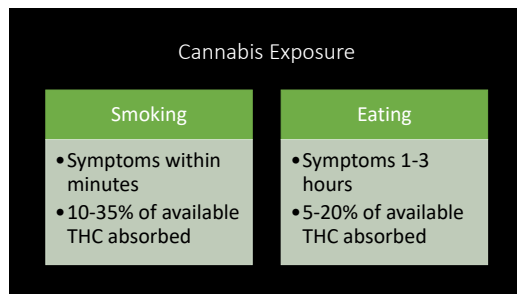 Cannabis Exposure
Smoking
•Symptoms within
minutes
•10-35% of available
THC absorbed
Eating
•Symptoms 1-3
hours
•5-20% of available
THC absorbed